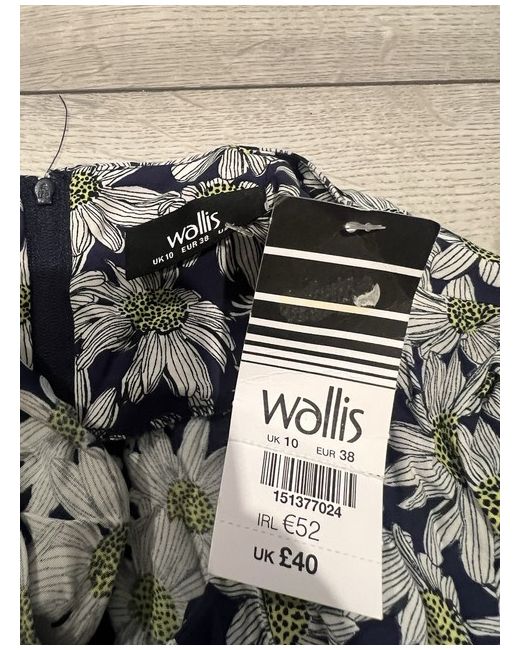 wallis
UK 10 EUR 38
wallis
UK 10 EUR 38
151377024
IRL €52
UK £40